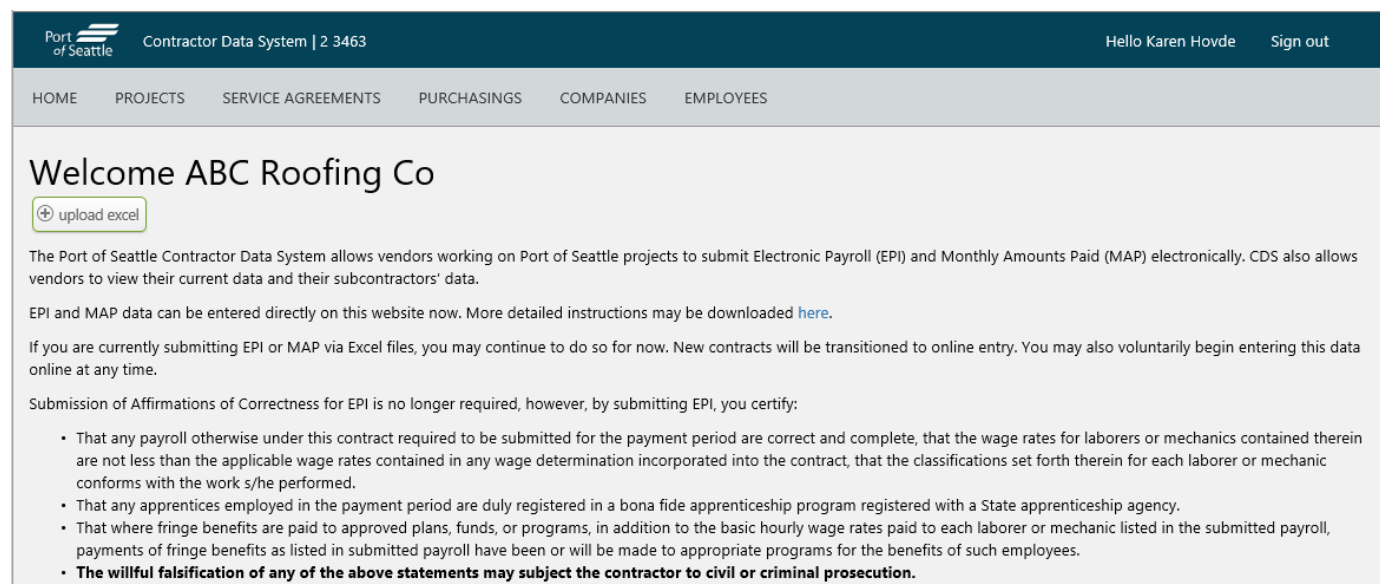 Port of Seattle Contractor Data System | 2 3463 Hello Karen Hovde Sign out
HOME PROJECTS SERVICE AGREEMENTS PURCHASINGS COMPANIES EMPLOYEES
Welcome ABC Roofing Co
upload excel
The Port of Seattle Contractor Data System allows vendors working on Port of Seattle projects to submit Electronic Payroll (EPI) and Monthly Amounts Paid (MAP) electronically. CDS also allows
vendors to view their current data and their subcontractors' data.
EPI and MAP data can be entered directly on this website now. More detailed instructions may be downloaded here.
If you are currently submitting EPI or MAP via Excel files, you may continue to do so for now. New contracts will be transitioned to online entry. You may also voluntarily begin entering this data
online at any time.
Submission of Affirmations of Correctness for EPI is no longer required, however, by submitting EPI, you certify:
• That any payroll otherwise under this contract required to be submitted for the payment period are correct and complete, that the wage rates for laborers or mechanics contained therein
are not less than the applicable wage rates contained in any wage determination incorporated into the contract, that the classifications set forth therein for each laborer or mechanic
conforms with the work s/he performed.
• That any apprentices employed in the payment period are duly registered in a bona fide apprenticeship program registered with a State apprenticeship agency.
• That where fringe benefits are paid to approved plans, funds, or programs, in addition to the basic hourly wage rates paid to each laborer or mechanic listed in the submitted payroll,
payments of fringe benefits as listed in submitted payroll have been or will be made to appropriate programs for the benefits of such employees.
• The willful falsification of any of the above statements may subject the contractor to civil or criminal prosecution.